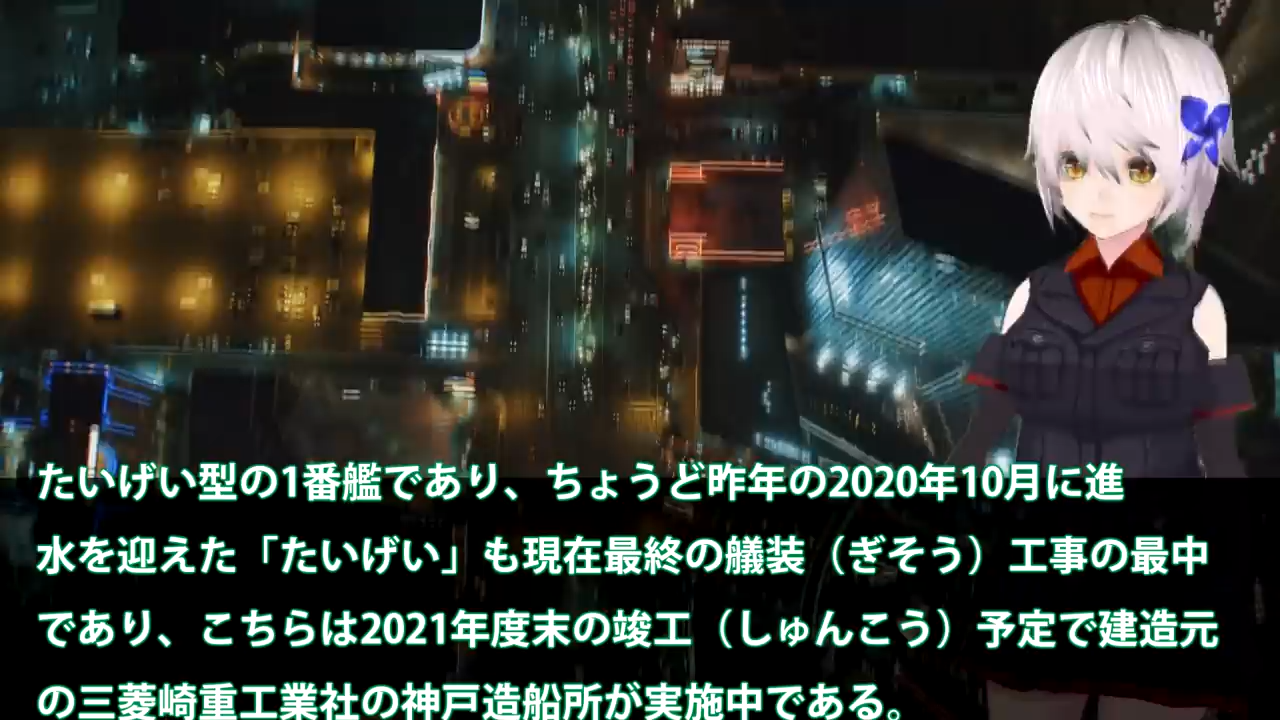 たいげい型の1番艦であり、ちょうど昨年の2020年10月に進
水を迎えた「たいげい」も現在最終の艤装（ぎそう）工事の最中
であり、こちらは2021年度末の竣工（しゅんこう）予定で建造元
の三菱崎重工業社の神戸造船所が実施中である。